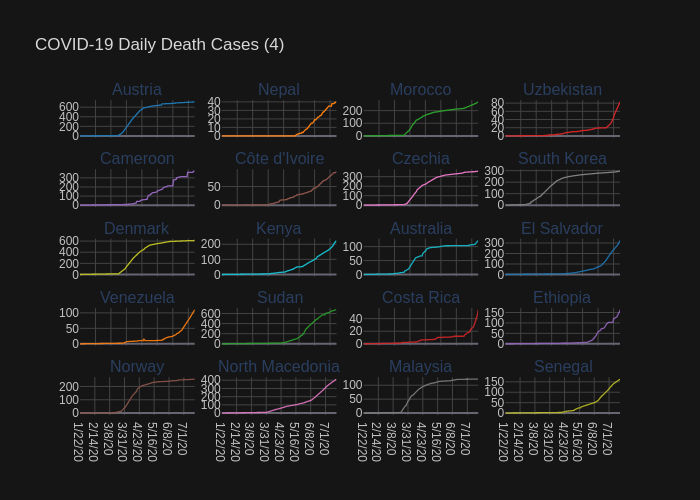 COVID-19 Daily Death Cases (4)
Austria Nepal Morocco Uzbekistan
600 400 200 0
40 30 20 10 0
200 100 0
80 60 40 20 0
Cameroon Côte d'Ivoire Czechia South Korea
300 200 100 0
50 0
300 200 100 0
300 200 100 0
Denmark Kenya Australia El Salvador
600 400 200 0
200 100 0
100 50 0
300 200 100 0
Venezuela Sudan Costa Rica Ethiopia
100 50 0
600 400 200 0
40 20 0
150 100 50 0
Norway North Macedonia Malaysia Senegal
200 100 0
400 300 200 100 0
100 50 0
150 100 50 0
1/22/20 2/14/20 3/8/20 3/31/20 4/23/20 5/16/20 6/8/20 7/1/20
1/22/20 2/14/20 3/8/20 3/31/20 4/23/20 5/16/20 6/8/20 7/1/20
1/22/20 2/14/20 3/8/20 3/31/20 4/23/20 5/16/20 6/8/20 7/1/20
1/22/20 2/14/20 3/8/20 3/31/20 4/23/20 5/16/20 6/8/20 7/1/20